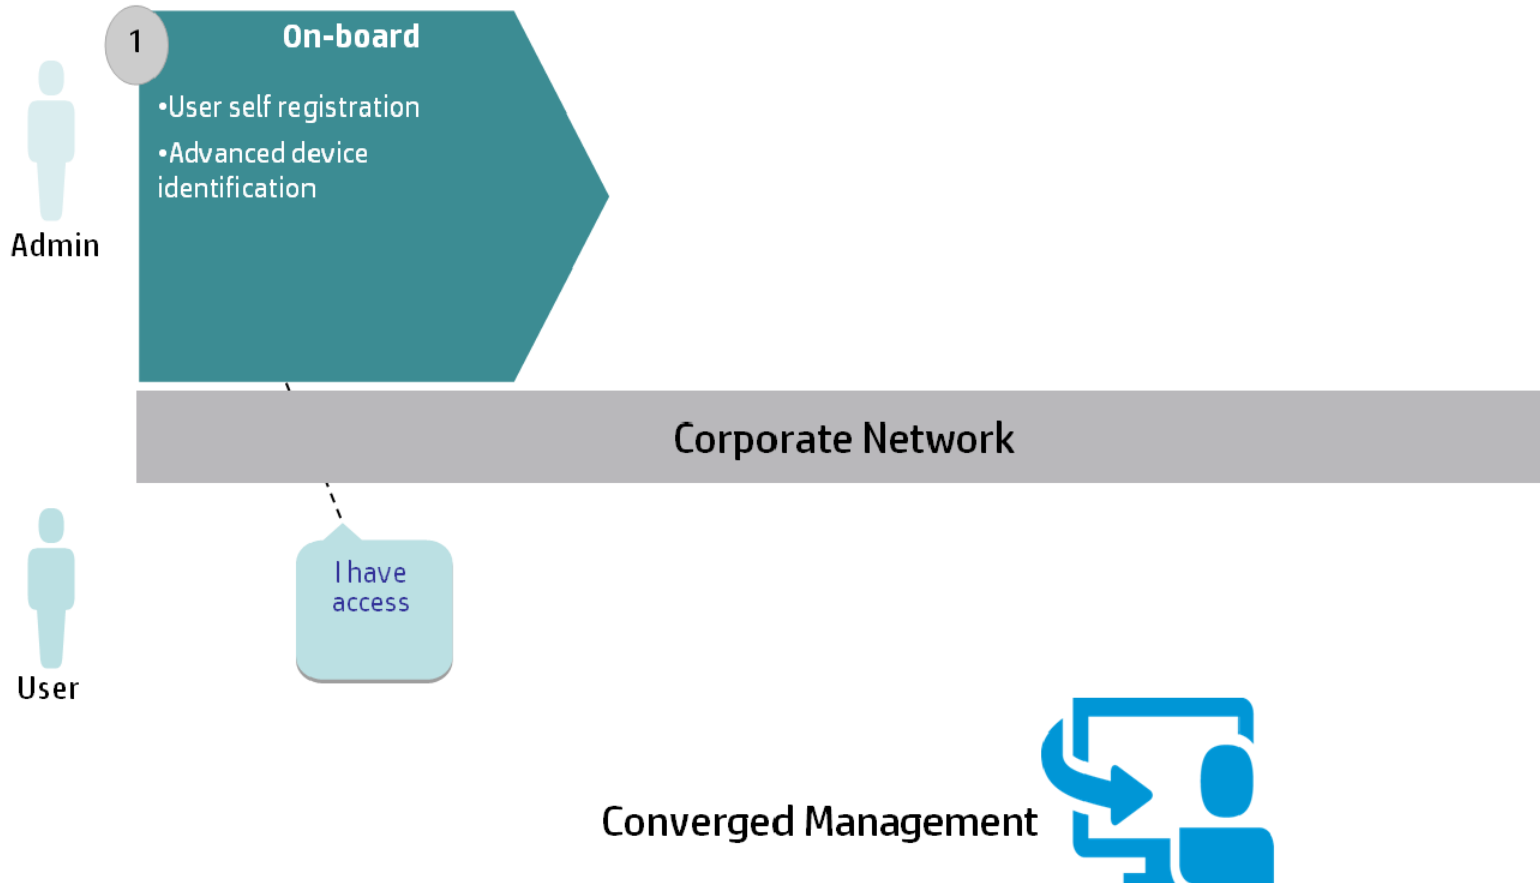 1
On-board
•User self registration
•Advanced device
identification
Admin
Corporate Network
I have
access
User
Converged Management